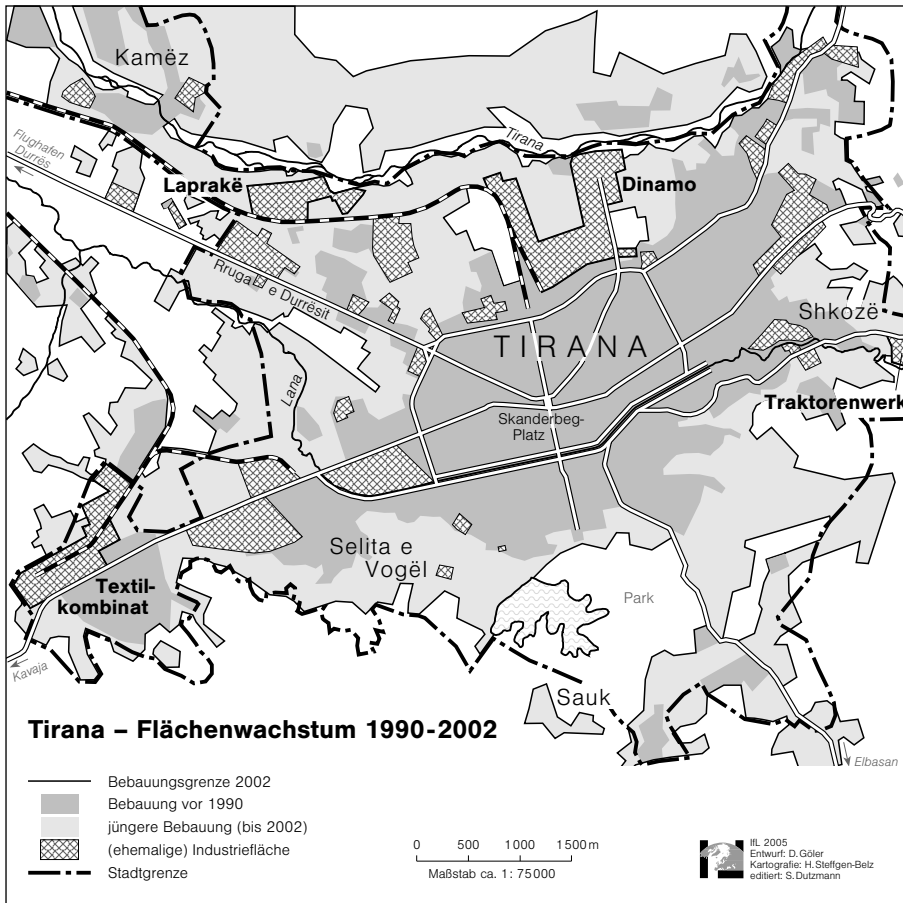 Kamëz
Tirana
Flughafen
Durrës
Laprakë
Dinamo
Rruga e Durrësit
Shkozë
TIRANA
Lana
Skanderbeg-
Platz
Traktorenwerk
Selita e
Vogël
Textil-
kombinat
Park
Kavaja
Sauk
Elbasan
Tirana – Flächenwachstum 1990-2002
Bebauungsgrenze 2002
Bebauung vor 1990
jüngere Bebauung (bis 2002)
(ehemalige) Industriefläche
Stadtgrenze
0 500 1000 1500 m
Maßstab ca. 1: 75000
IfL 2005
Entwurf: D. Göler
Kartografie: H. Steffgen-Belz
editiert: S. Dutzmann